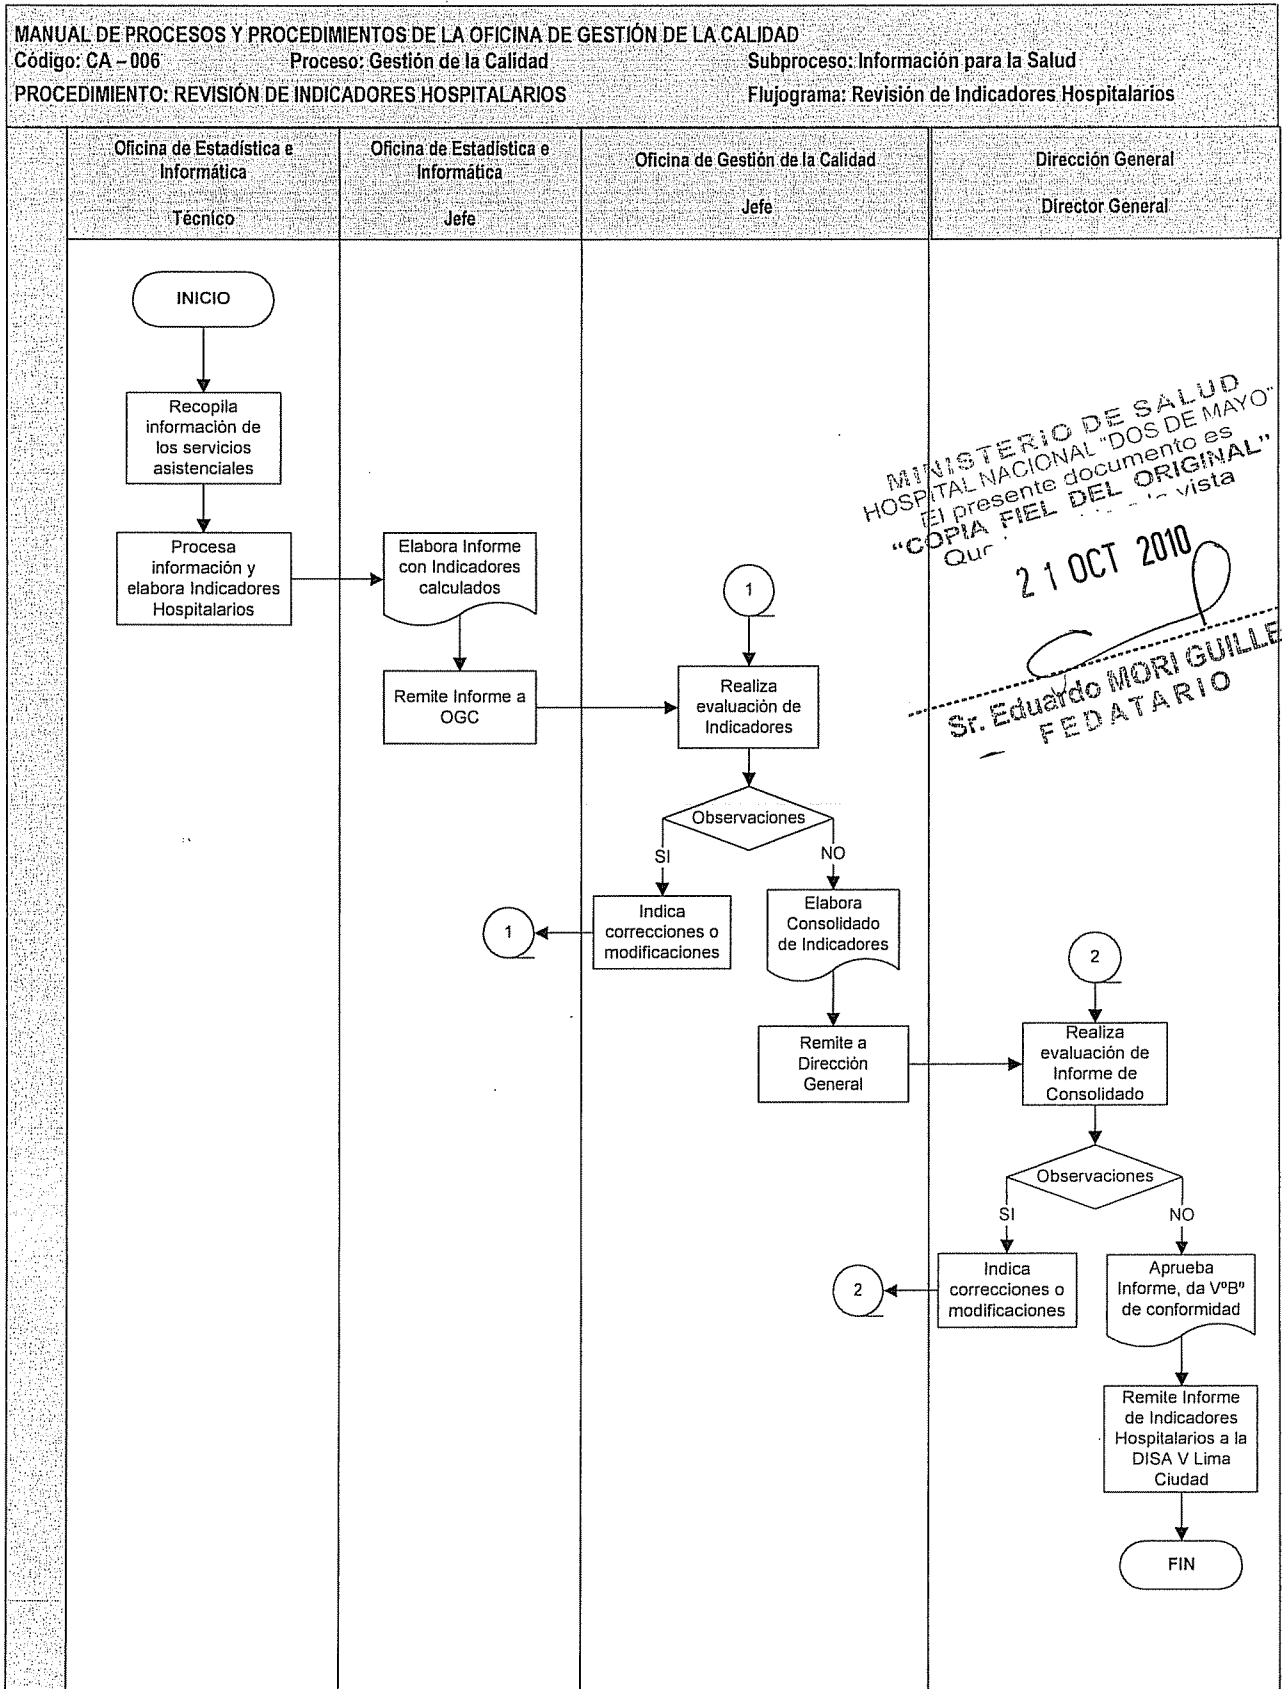 MANUAL DE PROCESOS Y PROCEDIMIENTOS DE LA OFICINA DE GESTIÓN DE LA CALIDAD
Código: CA – 006 Proceso: Gestión de la Calidad Subproceso: Información para la Salud
PROCEDIMIENTO: REVISIÓN DE INDICADORES HOSPITALARIOS Flujograma: Revisión de Indicadores Hospitalarios
Oficina de Estadística e
Informática
Técnico
Oficina de Estadística e
Informática
Jefe
Oficina de Gestión de la Calidad
Jefe
Dirección General
Director General
INICIO
Recopila
información de
los servicios
asistenciales
Procesa
información y
elabora Indicadores
Hospitalarios
Elabora Informe
con Indicadores
calculados
Remite Informe a
OGC
1
Realiza
evaluación de
Indicadores
Observaciones
SI
NO
Indica
correcciones o
modificaciones
1
Elabora
Consolidado
de Indicadores
Remite a
Dirección
General
2
Realiza
evaluación de
Informe de
Consolidado
Observaciones
SI
NO
Indica
correcciones o
modificaciones
2
Aprueba
Informe, da VºBº
de conformidad
Remite Informe
de Indicadores
Hospitalarios a la
DISA V Lima
Ciudad
FIN
MINISTERIO DE SALUD
HOSPITAL NACIONAL "DOS DE MAYO"
El presente documento es
"COPIA FIEL DEL ORIGINAL"
vista
21 OCT 2010
Sr. Eduardo MORI GUILLE
FEDATARIO